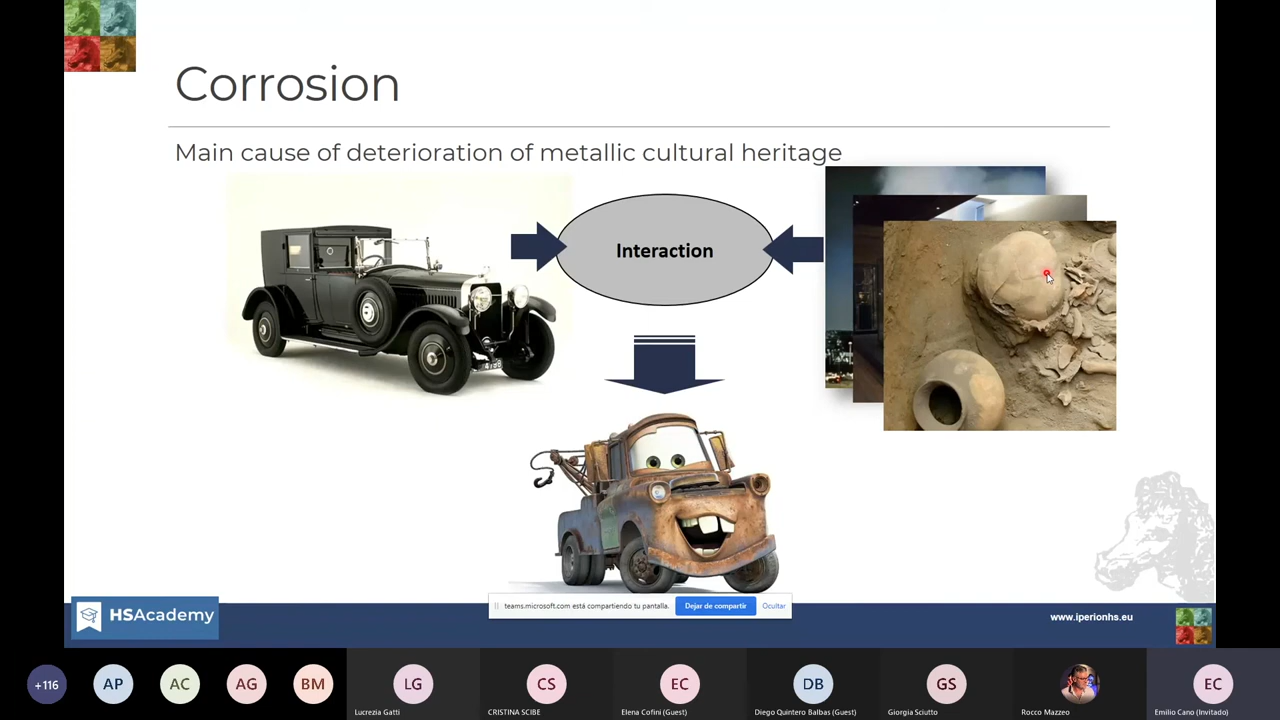 Corrosion
Main cause of deterioration of metallic cultural heritage
Interaction
teams.microsoft.com está compartiendo tu pantalla.
Dejar de compartir
Ocultar
HSAcademy
www.iperionhs.eu
+116
AP
AC
AG
BM
LG
CS
EC
DB
GS
EC
Lucrezia Gatti
CRISTINA SCIBE
Elena Cofini (Guest)
Diego Quintero Balbas (Guest)
Giorgia Sciutto
Rocco Mazzeo
Emilio Cano (Invitado)